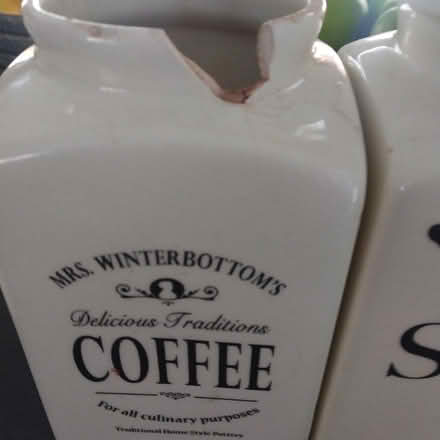 MRS. WINTERBOTTOM'S
Delicious Traditions
COFFEE
For all culinary purposes
Traditional Home Style Pottery
S